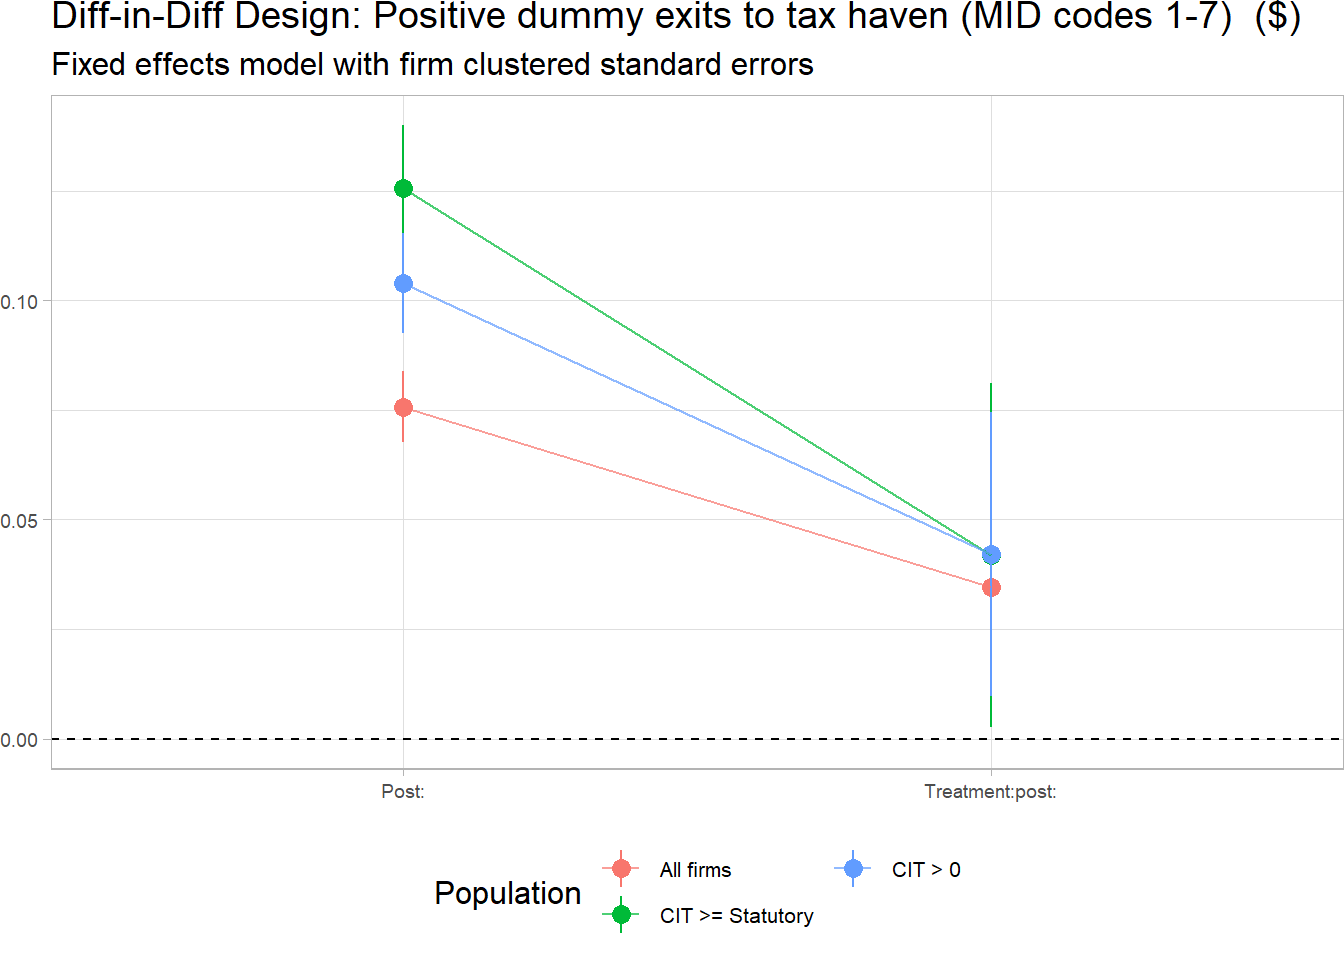 Diff-in-Diff Design: Positive dummy exits to tax haven (MID codes 1-7)  ($)
Fixed effects model with firm clustered standard errors
0.10
0.05
0.00
Post:
Treatment:post:
Population
All firms
CIT > 0
CIT >= Statutory